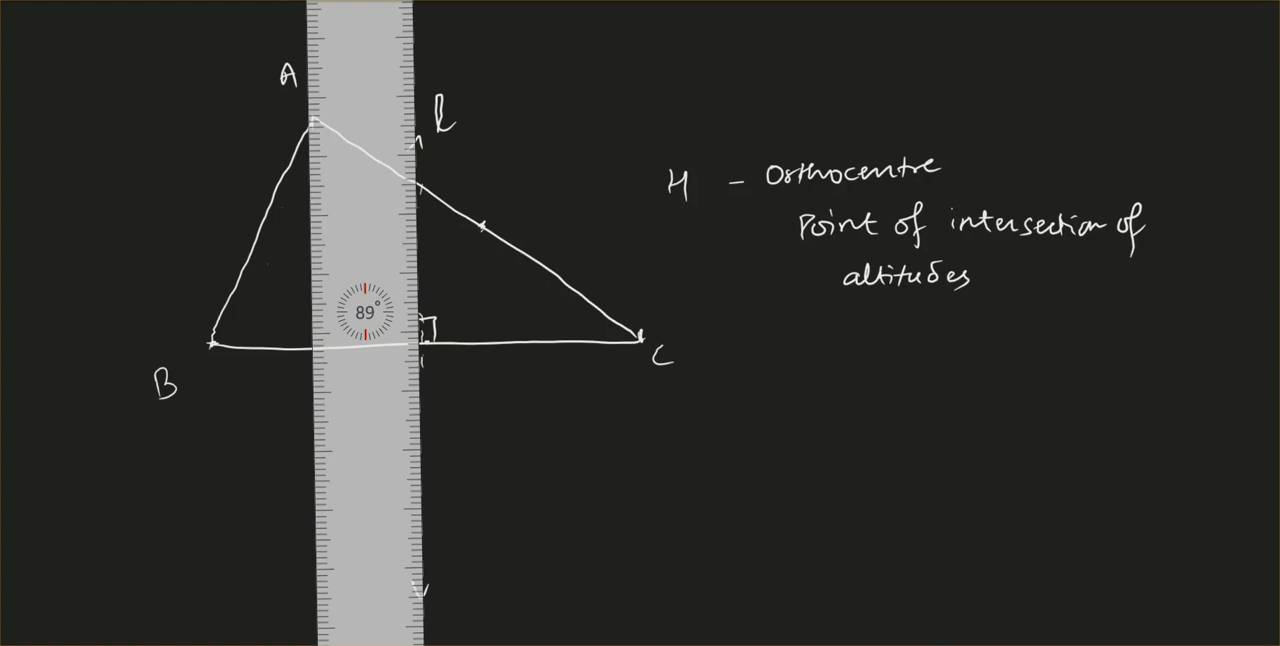 A
l
H - Orthocentre
Point of intersection of
altitudes
89°
B
C